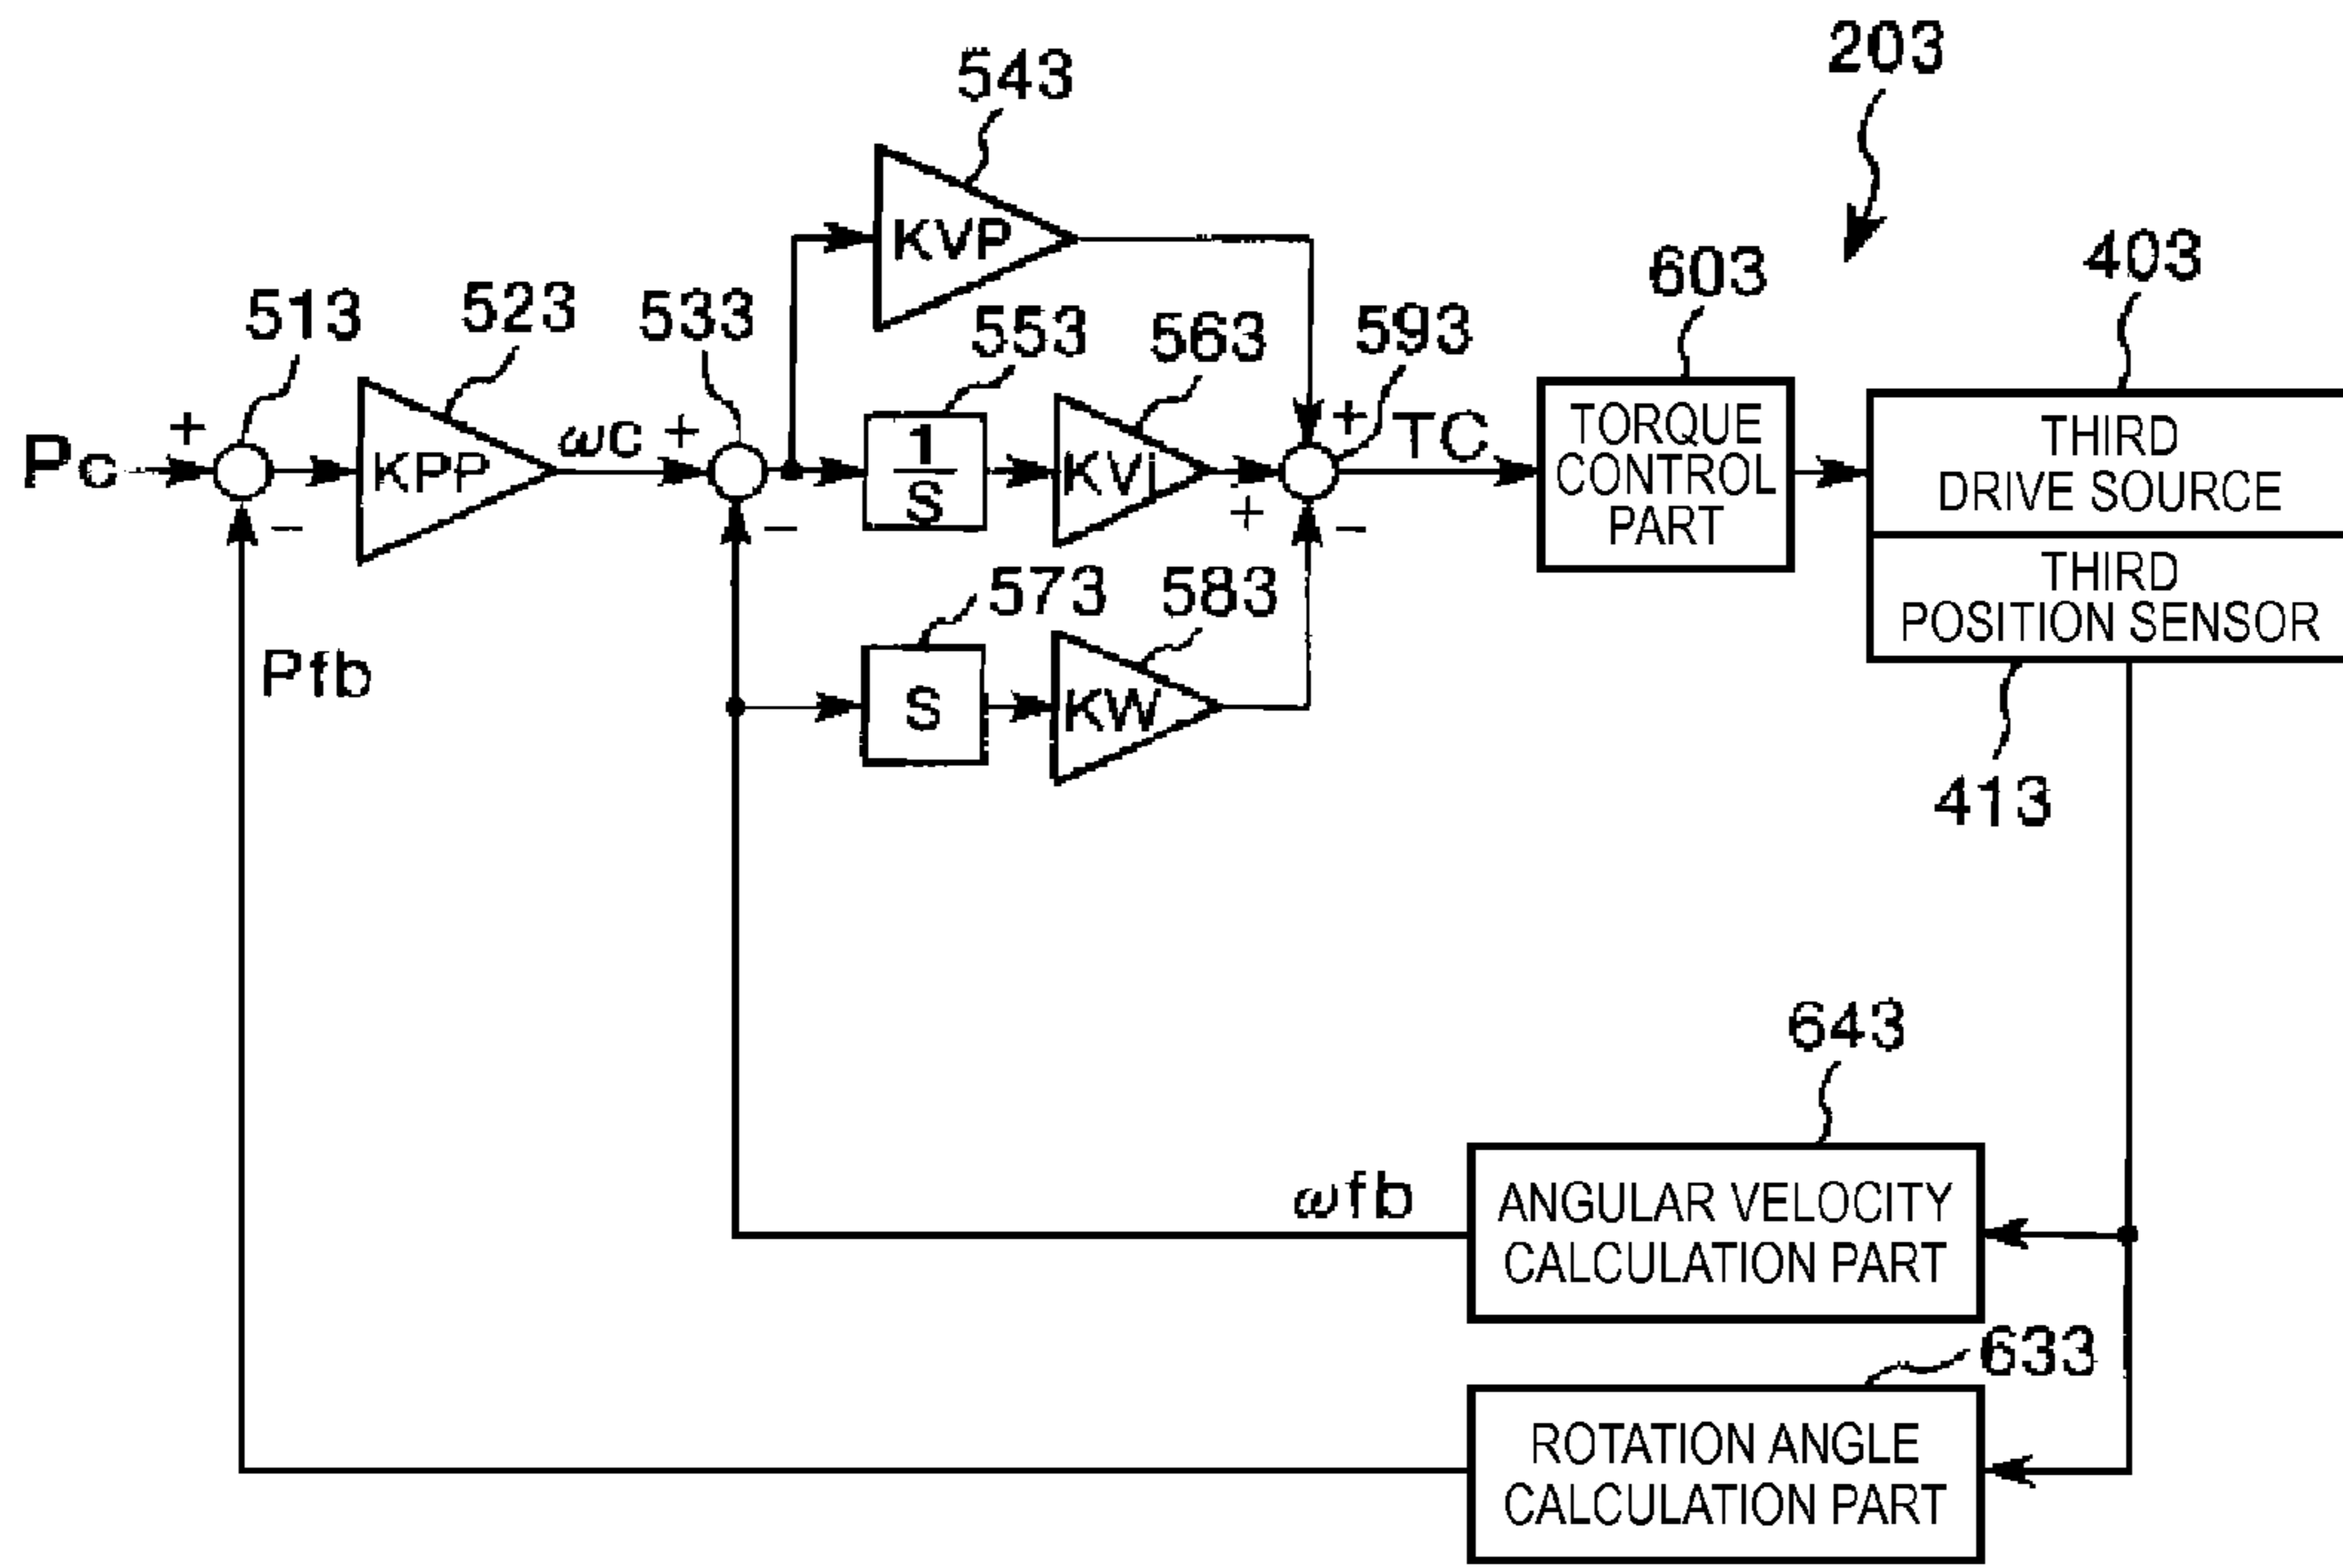 203
543
KVP
603
403
513
523
533
553
563
593
Pc
+
−
KPP
ωc
+
−
1
S
KVi
+
+
−
TC
TORQUE
CONTROL
PART
THIRD
DRIVE SOURCE
THIRD
POSITION SENSOR
573
583
Pfb
S
KW
413
643
ωfb
ANGULAR VELOCITY
CALCULATION PART
633
ROTATION ANGLE
CALCULATION PART